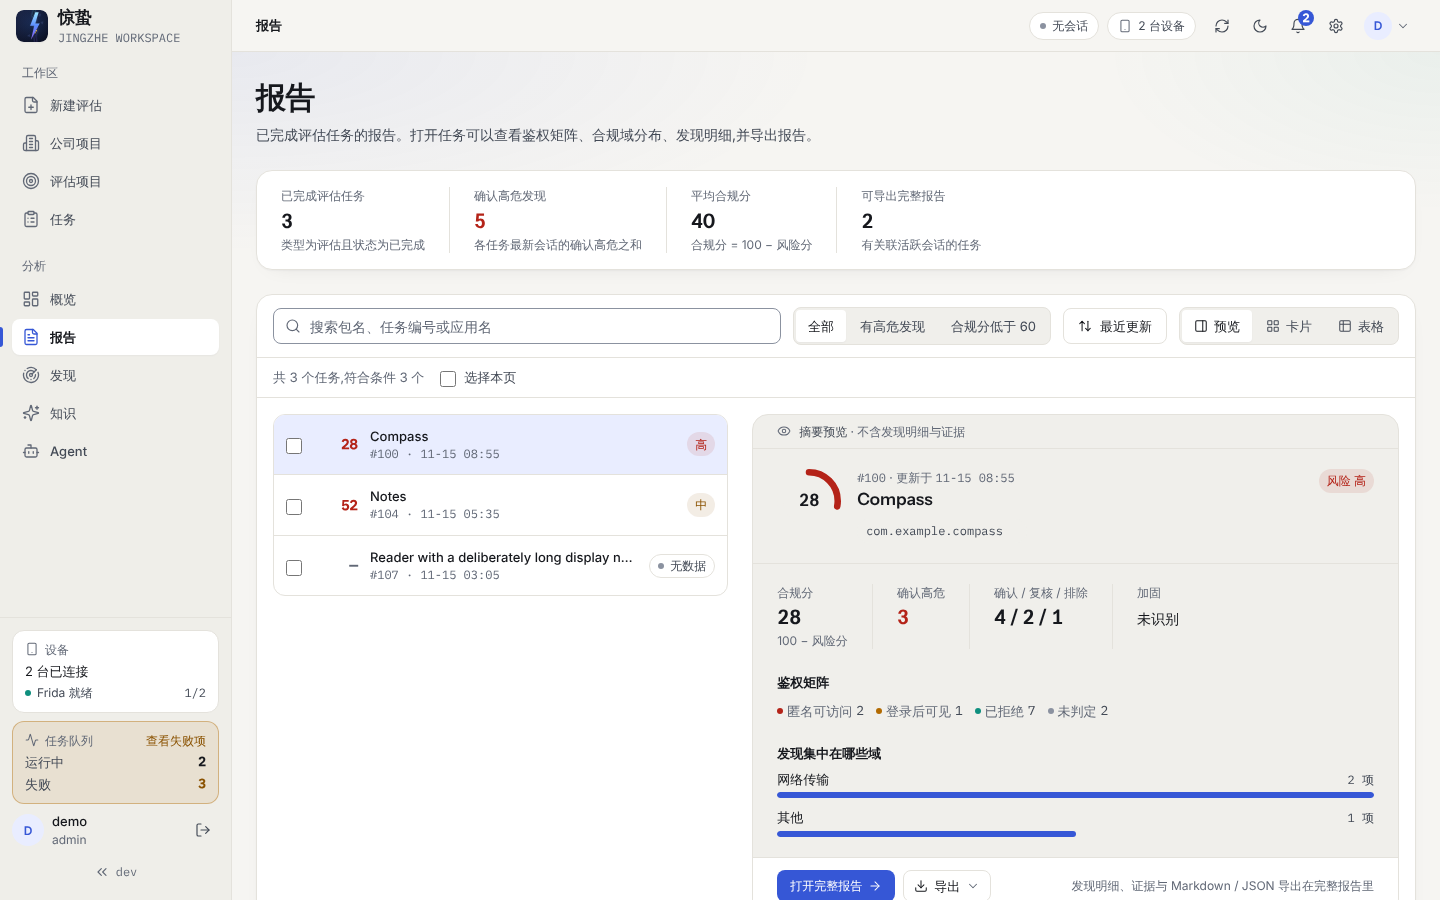 惊蛰
JINGZHE WORKSPACE
工作区
新建评估
公司项目
评估项目
任务
分析
概览
报告
发现
知识
Agent
设备
2 台已连接
Frida 就绪 1/2
任务队列 查看失败项
运行中 2
失败 3
D
demo
admin
dev
报告
无会话
2 台设备
2
D
报告
已完成评估任务的报告。打开任务可以查看鉴权矩阵、合规域分布、发现明细,并导出报告。
已完成评估任务
3
类型为评估且状态为已完成
确认高危发现
5
各任务最新会话的确认高危之和
平均合规分
40
合规分 = 100 − 风险分
可导出完整报告
2
有关联活跃会话的任务
搜索包名、任务编号或应用名
全部 有高危发现 合规分低于 60
最近更新
预览 卡片 表格
共 3 个任务,符合条件 3 个 选择本页
28 Compass 高
#100 · 11-15 08:55
52 Notes 中
#104 · 11-15 05:35
– Reader with a deliberately long display n... 无数据
#107 · 11-15 03:05
摘要预览 · 不含发现明细与证据
28
#100 · 更新于 11-15 08:55
Compass
com.example.compass
风险 高
合规分
28
100 − 风险分
确认高危
3
确认 / 复核 / 排除
4 / 2 / 1
加固
未识别
鉴权矩阵
匿名可访问 2 登录后可见 1 已拒绝 7 未判定 2
发现集中在哪些域
网络传输 2 项
其他 1 项
打开完整报告
导出
发现明细、证据与 Markdown / JSON 导出在完整报告里